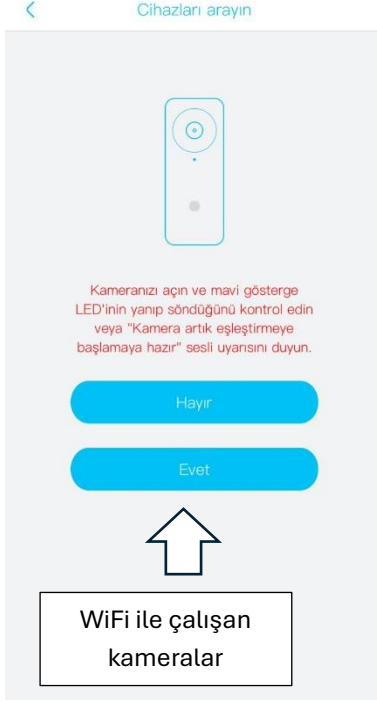 Cihazları arayın
Kameranızı açın ve mavi gösterge
LED'inin yanıp söndüğünü kontrol edin
veya "Kamera artık eşleştirmeye
başlamaya hazır" sesli uyarısını duyun.
Hayır
Evet
WiFi ile çalışan
kameralar